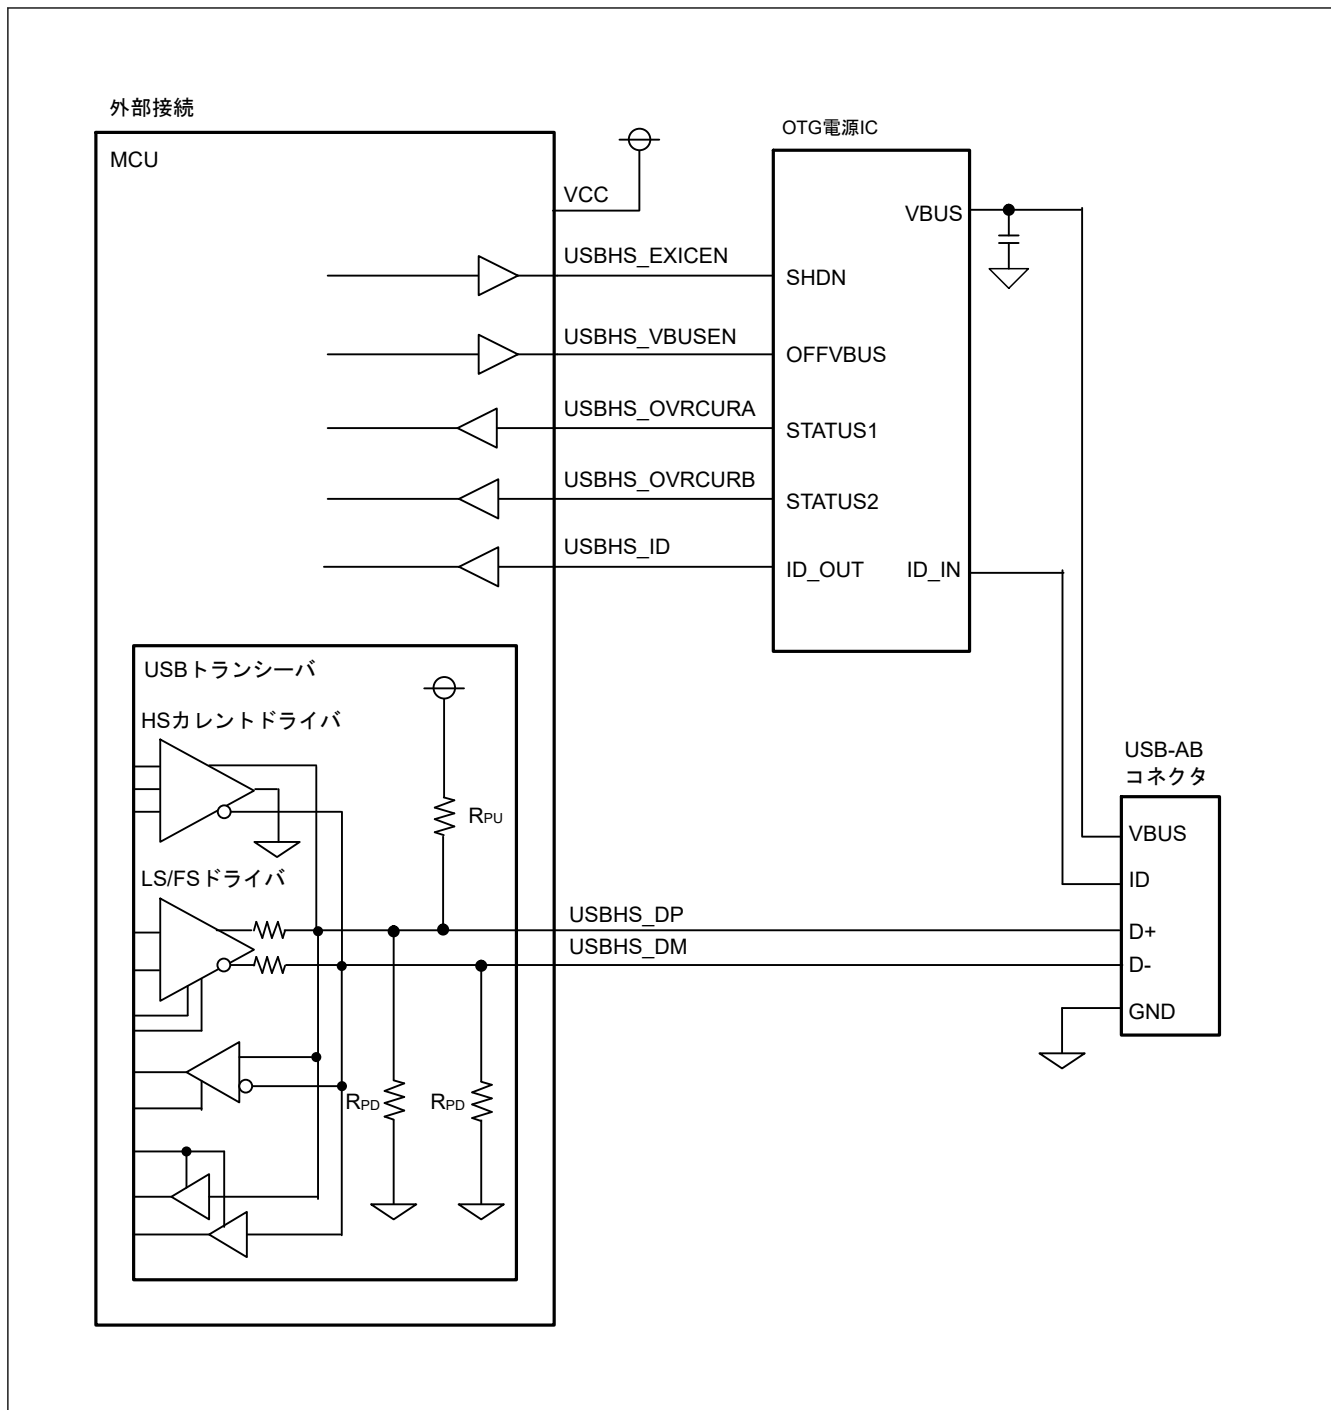 外部接続
MCU
VCC
USBHS_EXICEN
USBHS_VBUSEN
USBHS_OVRCURA
USBHS_OVRCURB
USBHS_ID
OTG電源IC
VBUS
SHDN
OFFVBUS
STATUS1
STATUS2
ID_OUT
ID_IN
USBトランシーバ
HSカレントドライバ
RPU
LS/FSドライバ
USBHS_DP
USBHS_DM
RPD
RPD
USB-AB
コネクタ
VBUS
ID
D+
D-
GND